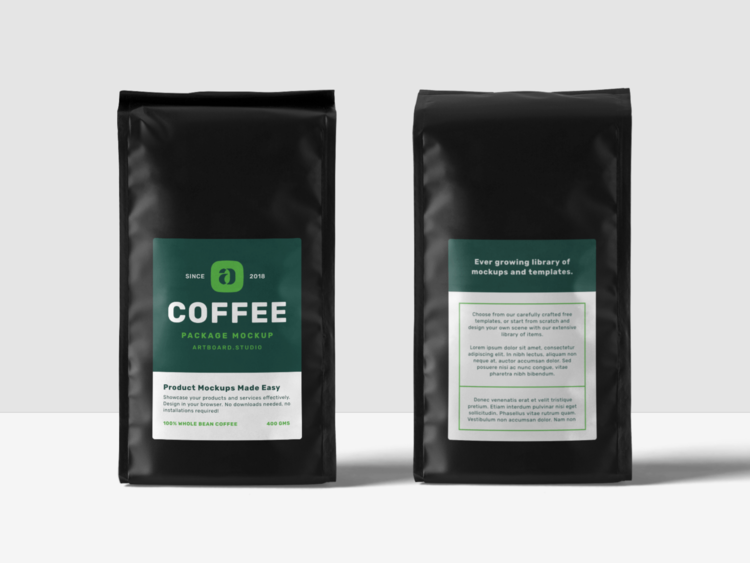 SINCE a 2018
COFFEE
PACKAGE MOCKUP
ARTBOARD.STUDIO
Product Mockups Made Easy
Showcase your products and services effectively.
Design in your browser. No downloads needed, no
installations required!
100% WHOLE BEAN COFFEE 400 GMS
Ever growing library of
mockups and templates.
Choose from our carefully crafted free
templates, or start from scratch and
design your own scene with our extensive
library of items.
Lorem ipsum dolor sit amet, consectetur
adipiscing elit. In nibh lectus, aliquam non
neque at, auctor accumsan dolor. Sed
posuere nisi ac nunc congue, vitae
pharetra nibh bibendum.
Donec venenatis erat et velit tristique
pretium. Etiam interdum pulvinar nisi eget
sollicitudin. Phasellus vitae rutrum quam.
Vestibulum non accumsan dolor. Nam non